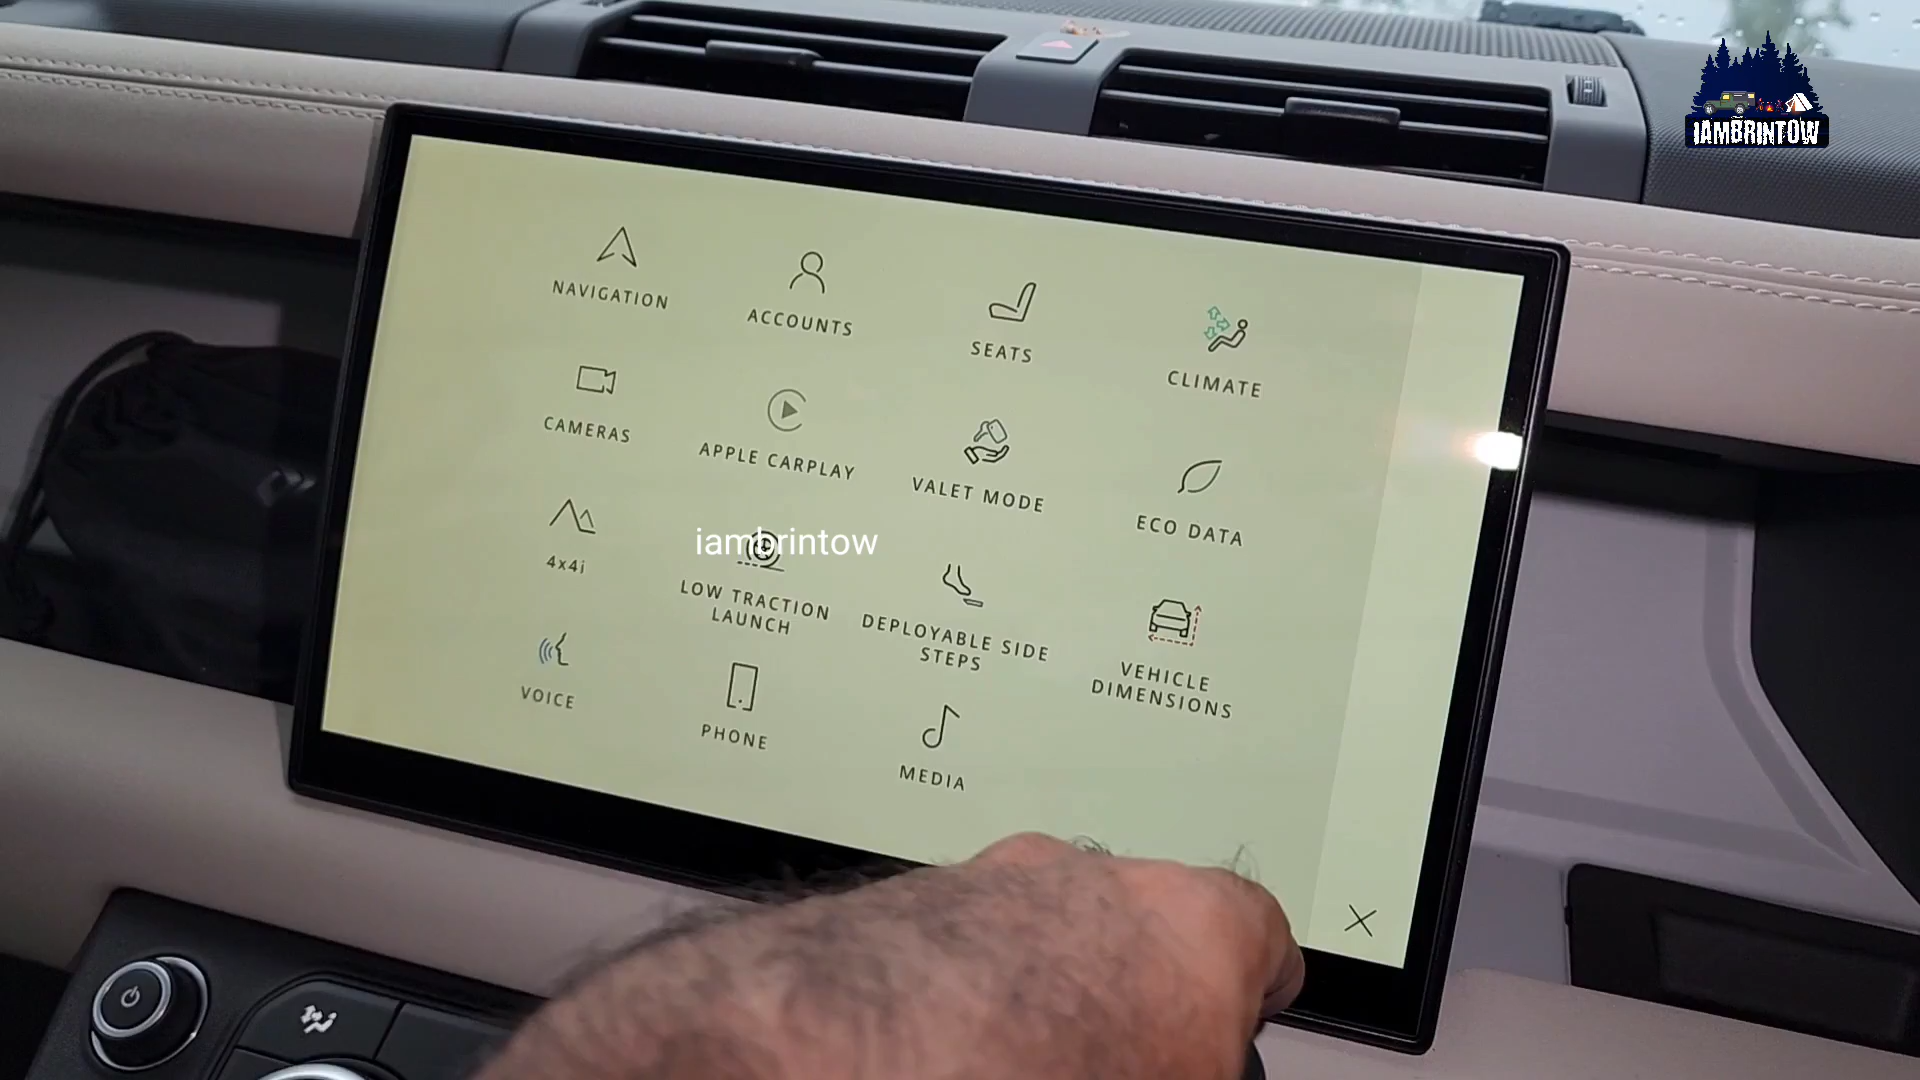 IAMBRINTOW
NAVIGATION
ACCOUNTS
SEATS
CLIMATE
CAMERAS
APPLE CARPLAY
VALET MODE
ECO DATA
iambrintow
4x4i
LOW TRACTION
LAUNCH
DEPLOYABLE SIDE
STEPS
VEHICLE
DIMENSIONS
VOICE
PHONE
MEDIA